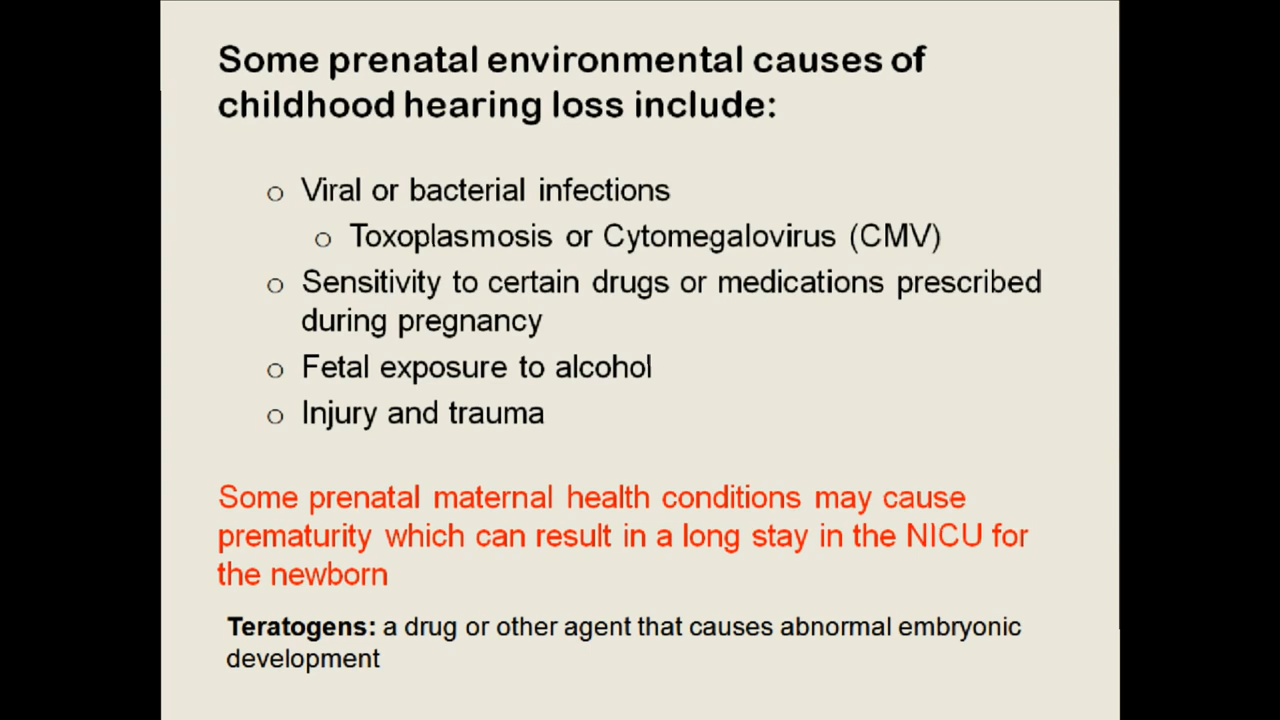 Some prenatal environmental causes of
childhood hearing loss include:
o Viral or bacterial infections
o Toxoplasmosis or Cytomegalovirus (CMV)
o Sensitivity to certain drugs or medications prescribed
during pregnancy
o Fetal exposure to alcohol
o Injury and trauma
Some prenatal maternal health conditions may cause
prematurity which can result in a long stay in the NICU for
the newborn
Teratogens: a drug or other agent that causes abnormal embryonic
development